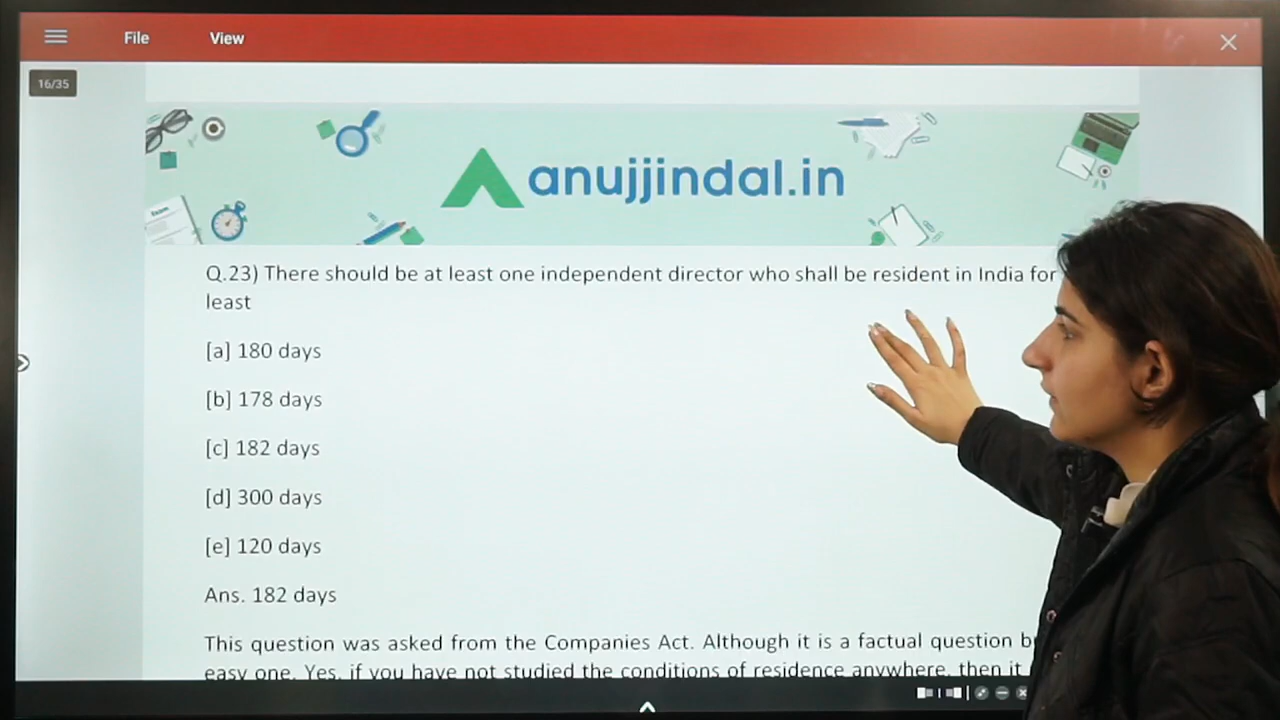 File View
16/35
anujjindal.in
Q.23) There should be at least one independent director who shall be resident in India for
least
[a] 180 days
[b] 178 days
[c] 182 days
[d] 300 days
[e] 120 days
Ans. 182 days
This question was asked from the Companies Act. Although it is a factual question
easy one. Yes, if you have not studied the conditions of residence anywhere, then it